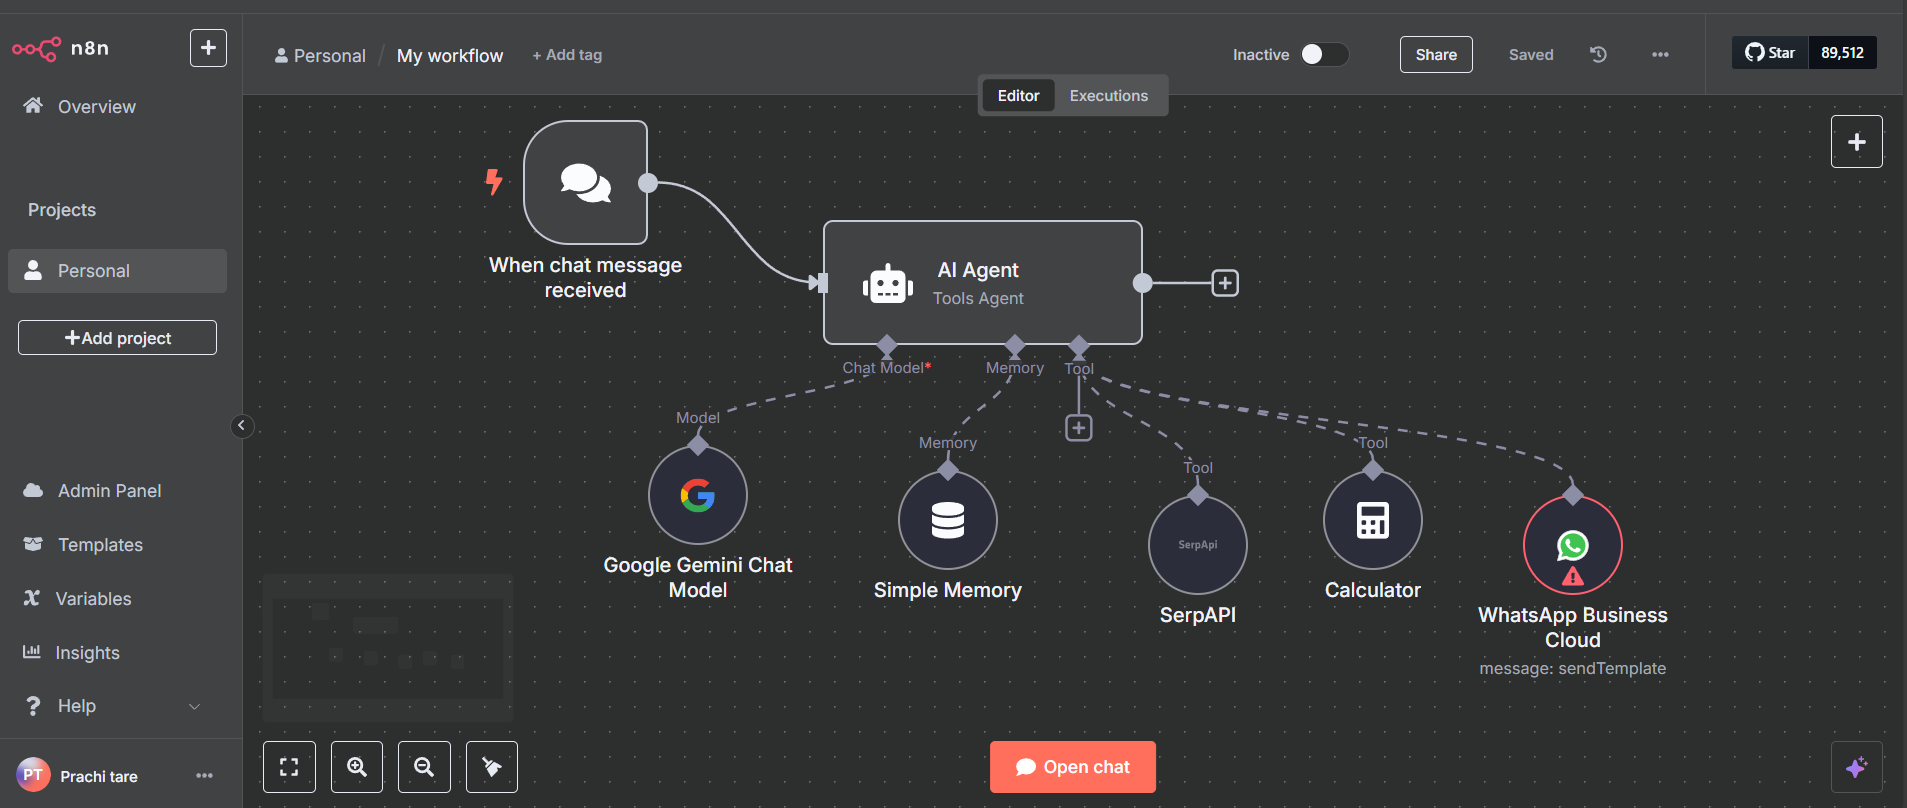 n8n
Overview
Projects
Personal
Add project
Admin Panel
Templates
Variables
Insights
Help
PT
Prachi tare
Personal / My workflow + Add tag
Inactive
Share
Saved
Star 89,512
Editor
Executions
When chat message
received
AI Agent
Tools Agent
Chat Model*
Memory
Tool
Model
Google Gemini Chat
Model
Memory
Simple Memory
Tool
SerpApi
SerpAPI
Tool
Calculator
WhatsApp Business
Cloud
message: sendTemplate
Open chat